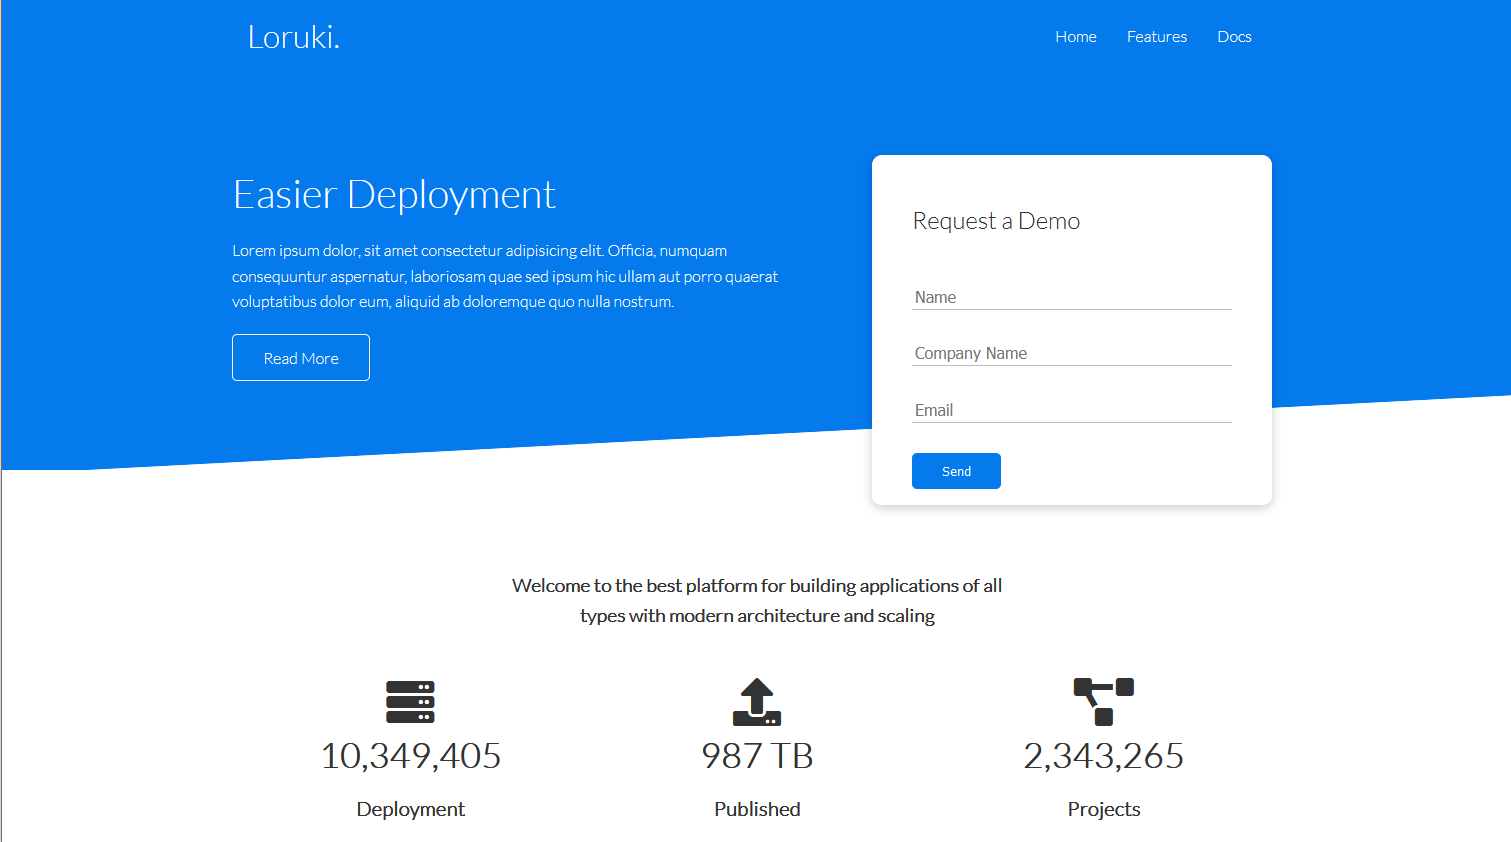 Loruki.
Home Features Docs
Easier Deployment
Lorem ipsum dolor, sit amet consectetur adipisicing elit. Officia, numquam
consequuntur aspernatur, laboriosam quae sed ipsum hic ullam aut porro quaerat
voluptatibus dolor eum, aliquid ab doloremque quo nulla nostrum.
Read More
Request a Demo
Name
Company Name
Email
Send
Welcome to the best platform for building applications of all
types with modern architecture and scaling
10,349,405
Deployment
987 TB
Published
2,343,265
Projects